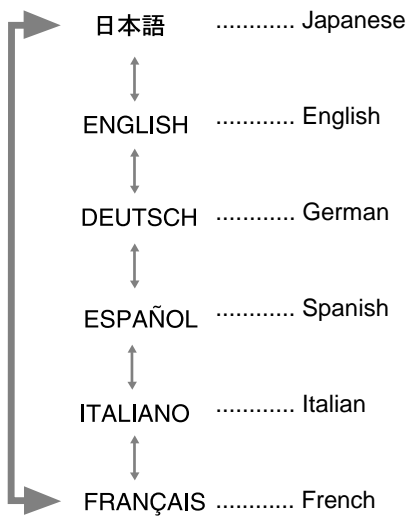 日本語 ............ Japanese
ENGLISH ............ English
DEUTSCH ............ German
ESPAÑOL ............ Spanish
ITALIANO ............ Italian
FRANÇAIS ............ French